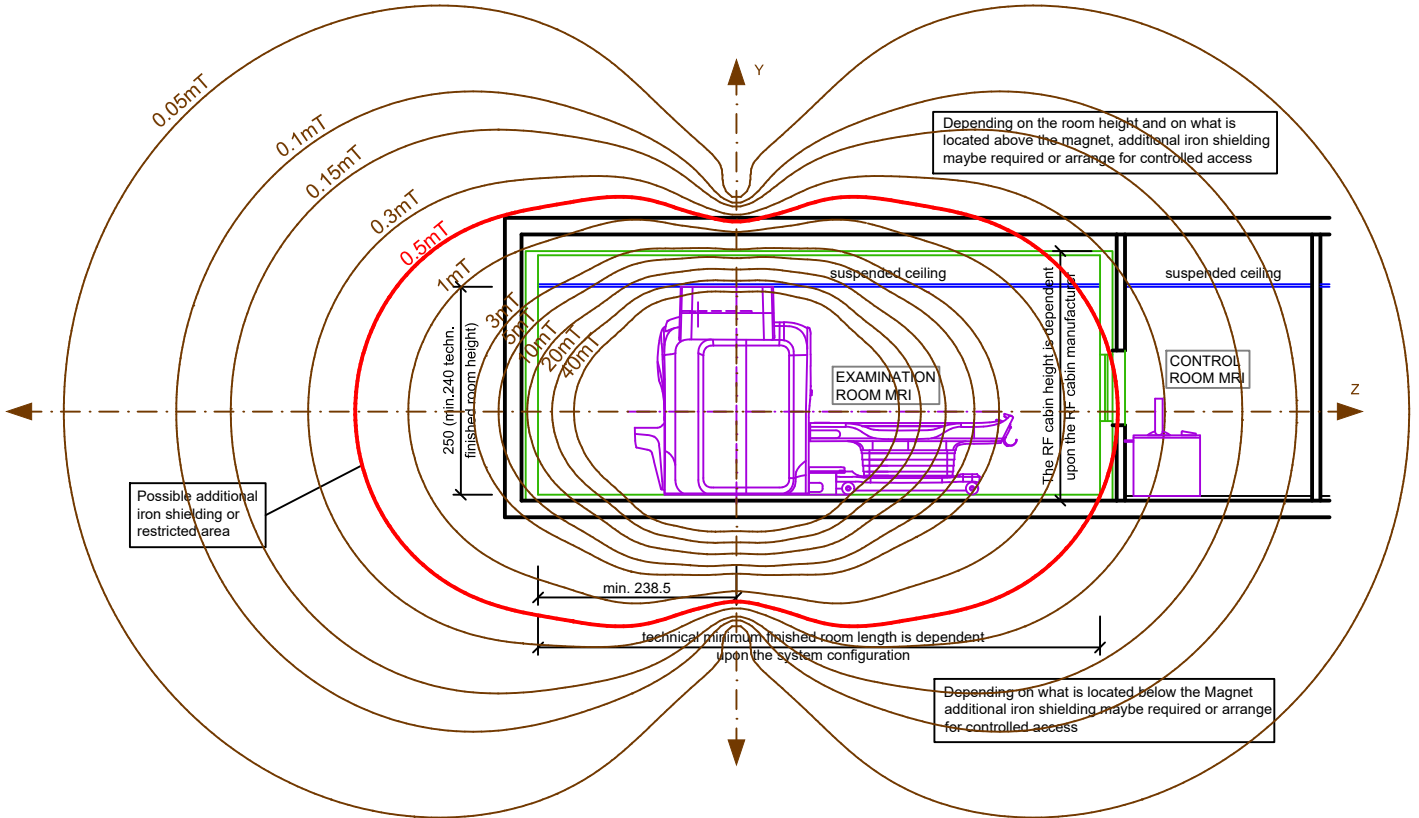 0.05mT
0.1mT
0.15mT
0.3mT
0.5mT
1mT
3mT
5mT
10mT
20mT
40mT
Y
Z
Depending on the room height and on what is
located above the magnet, additional iron shielding
maybe required or arrange for controlled access
suspended ceiling
suspended ceiling
250 (min.240 techn.
finished room height)
EXAMINATION
ROOM MRI
The RF cabin height is dependent
upon the RF cabin manufacturer
CONTROL
ROOM MRI
Possible additional
iron shielding or
restricted area
min. 238.5
technical minimum finished room length is dependent
upon the system configuration
Depending on what is located below the Magnet
additional iron shielding maybe required or arrange
for controlled access